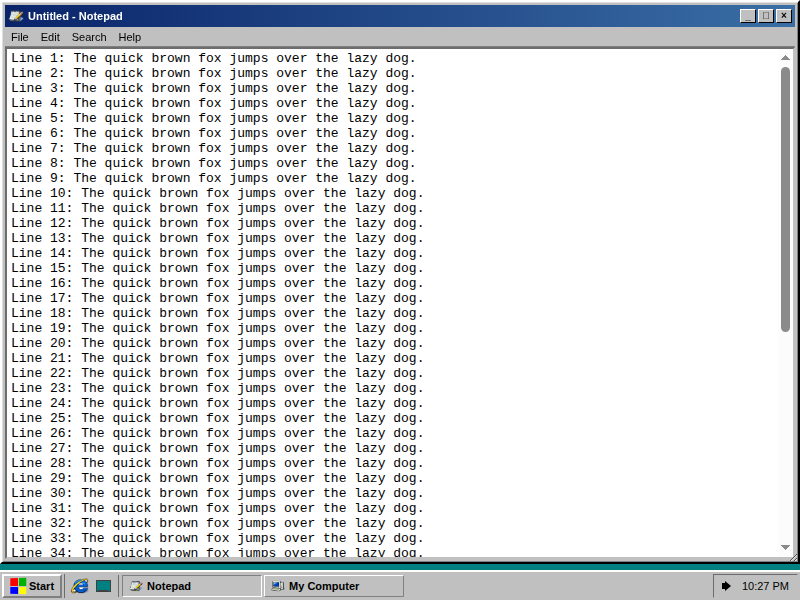 Untitled - Notepad
File Edit Search Help
Line 1: The quick brown fox jumps over the lazy dog.
Line 2: The quick brown fox jumps over the lazy dog.
Line 3: The quick brown fox jumps over the lazy dog.
Line 4: The quick brown fox jumps over the lazy dog.
Line 5: The quick brown fox jumps over the lazy dog.
Line 6: The quick brown fox jumps over the lazy dog.
Line 7: The quick brown fox jumps over the lazy dog.
Line 8: The quick brown fox jumps over the lazy dog.
Line 9: The quick brown fox jumps over the lazy dog.
Line 10: The quick brown fox jumps over the lazy dog.
Line 11: The quick brown fox jumps over the lazy dog.
Line 12: The quick brown fox jumps over the lazy dog.
Line 13: The quick brown fox jumps over the lazy dog.
Line 14: The quick brown fox jumps over the lazy dog.
Line 15: The quick brown fox jumps over the lazy dog.
Line 16: The quick brown fox jumps over the lazy dog.
Line 17: The quick brown fox jumps over the lazy dog.
Line 18: The quick brown fox jumps over the lazy dog.
Line 19: The quick brown fox jumps over the lazy dog.
Line 20: The quick brown fox jumps over the lazy dog.
Line 21: The quick brown fox jumps over the lazy dog.
Line 22: The quick brown fox jumps over the lazy dog.
Line 23: The quick brown fox jumps over the lazy dog.
Line 24: The quick brown fox jumps over the lazy dog.
Line 25: The quick brown fox jumps over the lazy dog.
Line 26: The quick brown fox jumps over the lazy dog.
Line 27: The quick brown fox jumps over the lazy dog.
Line 28: The quick brown fox jumps over the lazy dog.
Line 29: The quick brown fox jumps over the lazy dog.
Line 30: The quick brown fox jumps over the lazy dog.
Line 31: The quick brown fox jumps over the lazy dog.
Line 32: The quick brown fox jumps over the lazy dog.
Line 33: The quick brown fox jumps over the lazy dog.
Line 34: The quick brown fox jumps over the lazy dog.
Start Notepad My Computer 10:27 PM